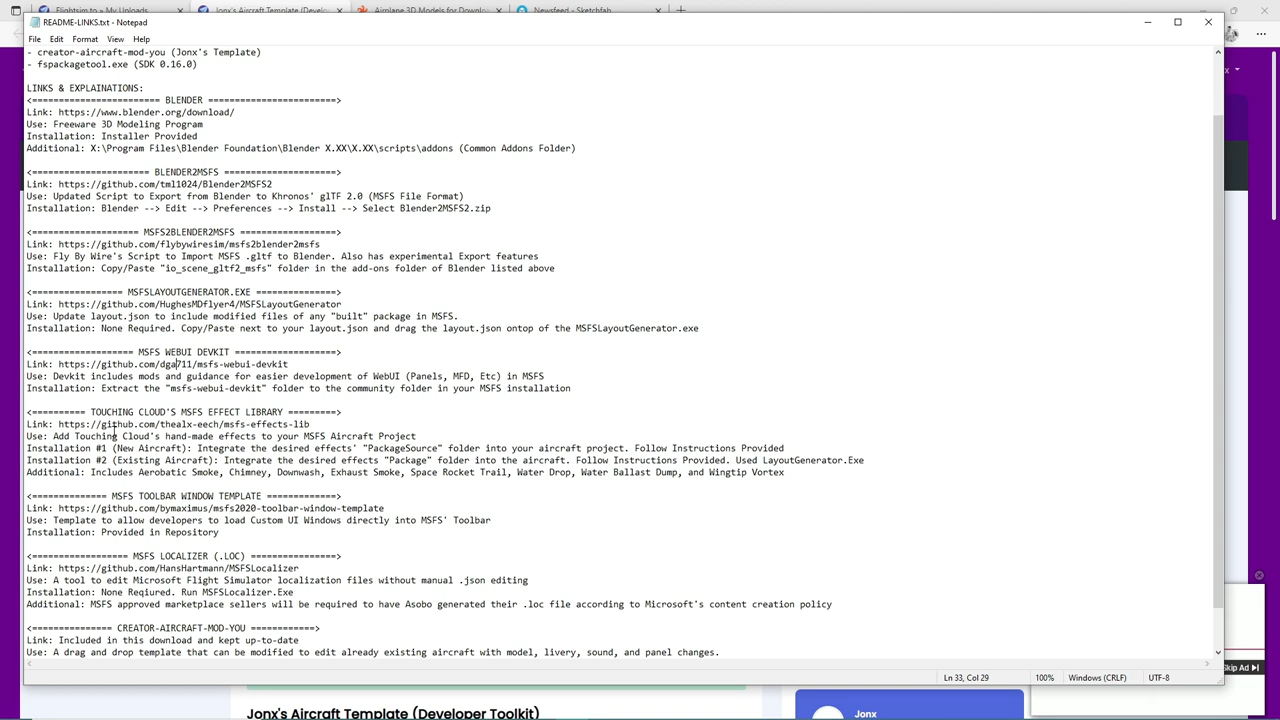 Flightsim.to > My Uploads
Jonx's Aircraft Template (Develo
Airplane 3D Models for Downlo
Newsfeed - Sketchfab
README-LINKS.txt - Notepad
File Edit Format View Help
- creator-aircraft-mod-you (Jonx's Template)
- fspackagetool.exe (SDK 0.16.0)
LINKS & EXPLAINATIONS:
<======================= BLENDER =======================>
Link: https://www.blender.org/download/
Use: Freeware 3D Modeling Program
Installation: Installer Provided
Additional: X:\Program Files\Blender Foundation\Blender X.XX\X.XX\scripts\addons (Common Addons Folder)
<===================== BLENDER2MSFS =====================>
Link: https://github.com/tml1024/Blender2MSFS2
Use: Updated Script to Export from Blender to Khronos' glTF 2.0 (MSFS File Format)
Installation: Blender --> Edit --> Preferences --> Install --> Select Blender2MSFS2.zip
<=================== MSFS2BLENDER2MSFS ==================>
Link: https://github.com/flybywiresim/msfs2blender2msfs
Use: Fly By Wire's Script to Import MSFS .gltf to Blender. Also has experimental Export features
Installation: Copy/Paste "io_scene_gltf2_msfs" folder in the add-ons folder of Blender listed above
<================ MSFSLAYOUTGENERATOR.EXE ===============>
Link: https://github.com/HughesMDflyer4/MSFSLayoutGenerator
Use: Update layout.json to include modified files of any "built" package in MSFS.
Installation: None Required. Copy/Paste next to your layout.json and drag the layout.json ontop of the MSFSLayoutGenerator.exe
<================== MSFS WEBUI DEVKIT ==================>
Link: https://github.com/dga711/msfs-webui-devkit
Use: Devkit includes mods and guidance for easier development of WebUI (Panels, MFD, Etc) in MSFS
Installation: Extract the "msfs-webui-devkit" folder to the community folder in your MSFS installation
<========== TOUCHING CLOUD'S MSFS EFFECT LIBRARY =========>
Link: https://github.com/thealx-eech/msfs-effects-lib
Use: Add Touching Cloud's hand-made effects to your MSFS Aircraft Project
Installation #1 (New Aircraft): Integrate the desired effects' "PackageSource" folder into your aircraft project. Follow Instructions Provided
Installation #2 (Existing Aircraft): Integrate the desired effects "Package" folder into the aircraft. Follow Instructions Provided. Used LayoutGenerator.Exe
Additional: Includes Aerobatic Smoke, Chimney, Downwash, Exhaust Smoke, Space Rocket Trail, Water Drop, Water Ballast Dump, and Wingtip Vortex
<============== MSFS TOOLBAR WINDOW TEMPLATE =============>
Link: https://github.com/bymaximus/msfs2020-toolbar-window-template
Use: Template to allow developers to load Custom UI Windows directly into MSFS' Toolbar
Installation: Provided in Repository
<================== MSFS LOCALIZER (.LOC) ===============>
Link: https://github.com/HansHartmann/MSFSLocalizer
Use: A tool to edit Microsoft Flight Simulator localization files without manual .json editing
Installation: None Reqiured. Run MSFSLocalizer.Exe
Additional: MSFS approved marketplace sellers will be required to have Asobo generated their .loc file according to Microsoft's content creation policy
<=============== CREATOR-AIRCRAFT-MOD-YOU ============>
Link: Included in this download and kept up-to-date
Use: A drag and drop template that can be modified to edit already existing aircraft with model, livery, sound, and panel changes.
Ln 33, Col 29 100% Windows (CRLF) UTF-8
Skip Ad
Jonx's Aircraft Template (Developer Toolkit)
Jonx